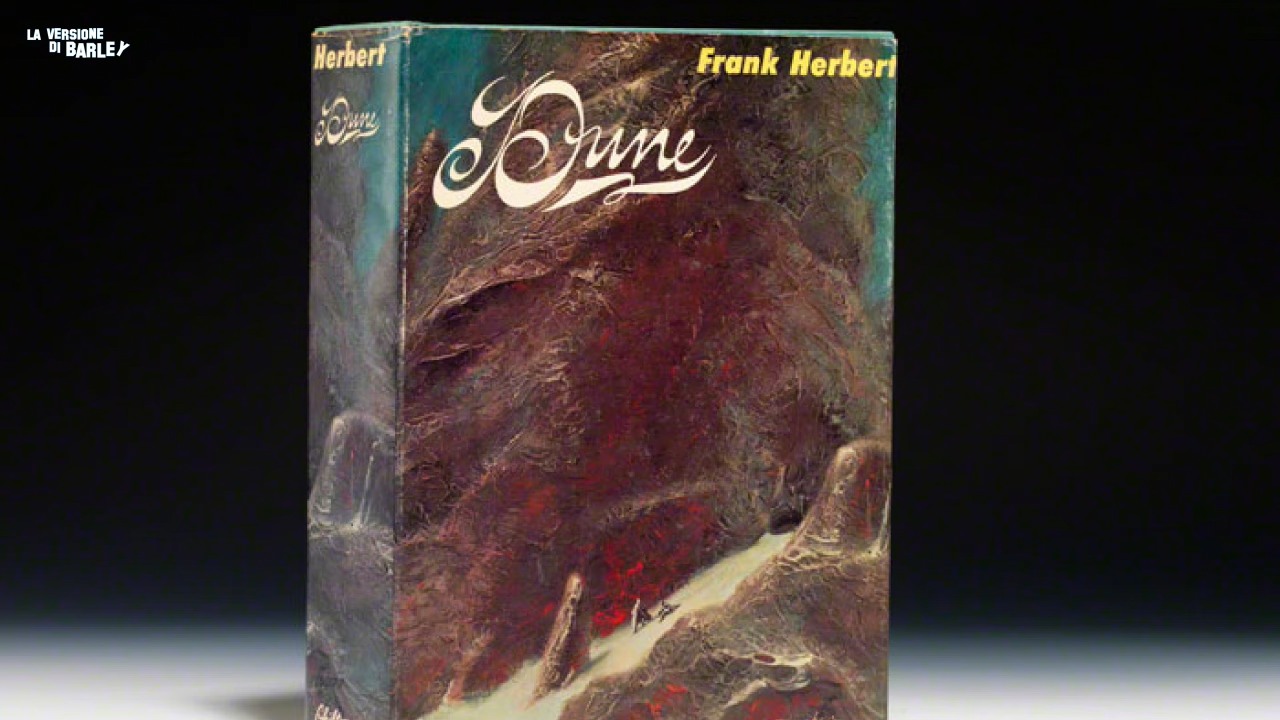 LA VERSIONE
DI BARLEY
Herbert
Dune
Frank Herbert
Dune